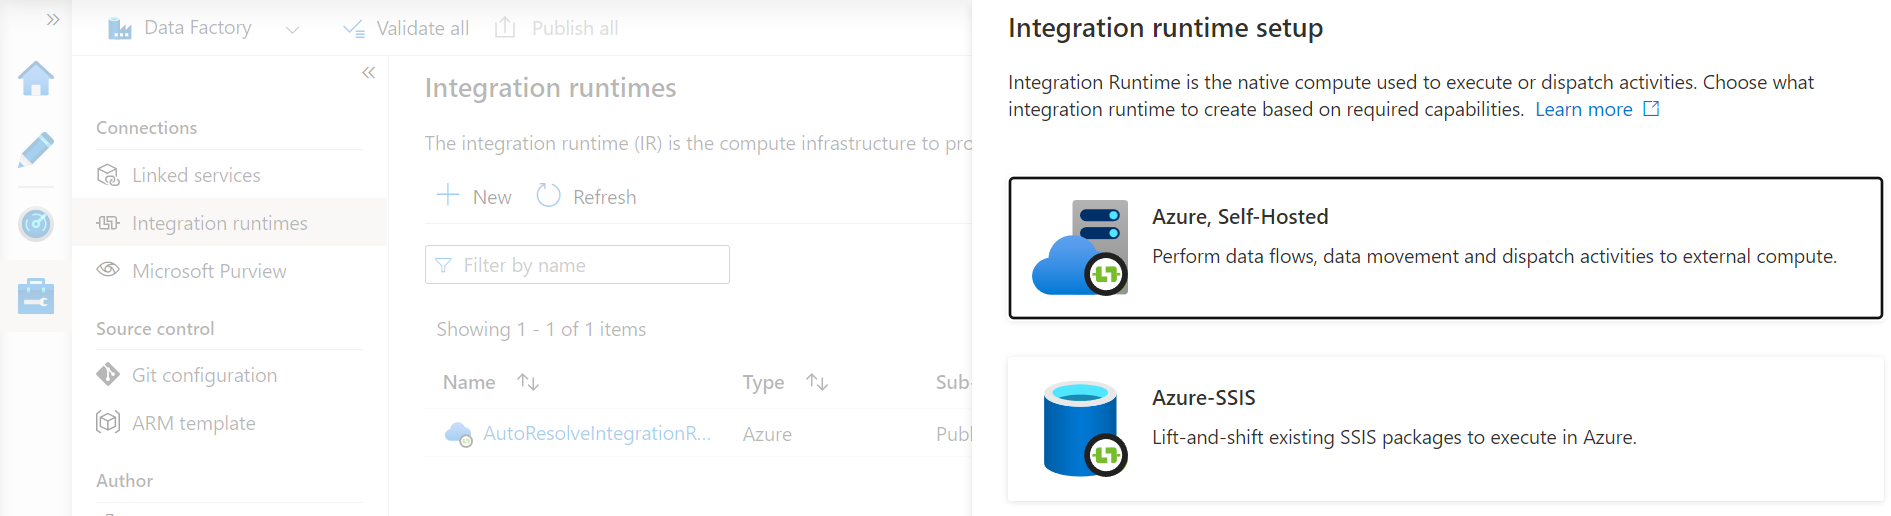 Data Factory
Validate all
Publish all
Connections
Linked services
Integration runtimes
Microsoft Purview
Source control
Git configuration
ARM template
Author
Integration runtimes
The integration runtime (IR) is the compute infrastructure to pro
New
Refresh
Filter by name
Showing 1 - 1 of 1 items
Name Type Sub-
AutoResolveIntegrationR... Azure Publ
Integration runtime setup
Integration Runtime is the native compute used to execute or dispatch activities. Choose what
integration runtime to create based on required capabilities. Learn more
Azure, Self-Hosted
Perform data flows, data movement and dispatch activities to external compute.
Azure-SSIS
Lift-and-shift existing SSIS packages to execute in Azure.